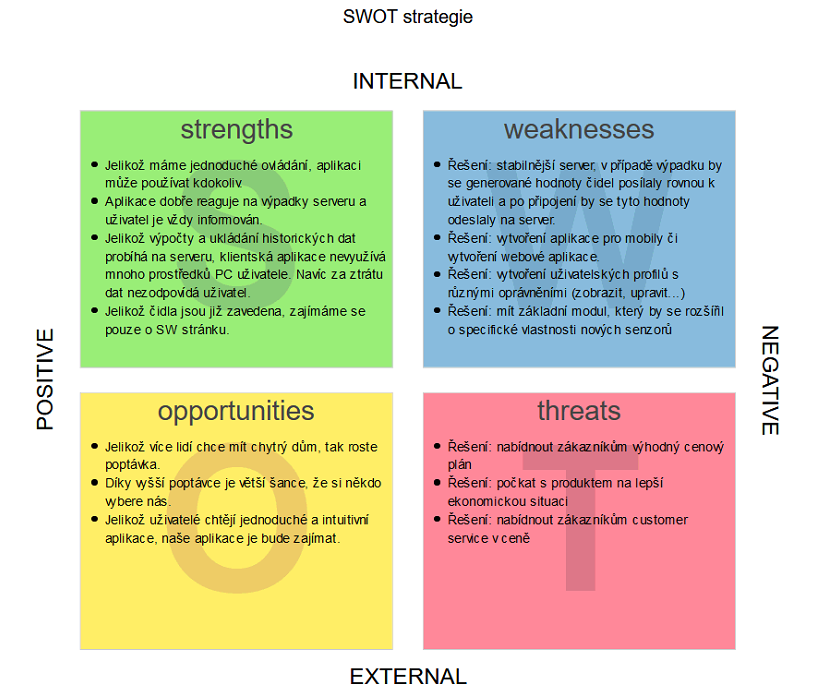 SWOT strategie
INTERNAL
strengths
• Jelikož máme jednoduché ovládání, aplikaci
může používat kdokoliv.
• Aplikace dobře reaguje na výpadky serveru a
uživatel je vždy informován.
• Jelikož výpočty a ukládání historických dat
probíhá na serveru, klientská aplikace nevyužívá
mnoho prostředků PC uživatele. Navíc za ztrátu
dat nezodpovídá uživatel.
• Jelikož čidla jsou již zavedena, zajímáme se
pouze o SW stránku.
S
weaknesses
• Řešení: stabilnější server, v případě výpadku by
se generované hodnoty čidel posílaly rovnou k
uživateli a po připojení by se tyto hodnoty
odeslaly na server.
• Řešení: vytvoření aplikace pro mobily či
vytvoření webové aplikace.
• Řešení: vytvoření uživatelských profilů s
různými oprávněními (zobrazit, upravit...)
• Řešení: mít základní modul, který by se rozšířil
o specifické vlastnosti nových senzorů
W
POSITIVE
NEGATIVE
opportunities
• Jelikož více lidí chce mít chytrý dům, tak roste
poptávka.
• Díky vyšší poptávce je větší šance, že si někdo
vybere nás.
• Jelikož uživatelé chtějí jednoduché a intuitivní
aplikace, naše aplikace je bude zajímat.
O
threats
• Řešení: nabídnout zákazníkům výhodný cenový
plán
• Řešení: počkat s produktem na lepší
ekonomickou situaci
• Řešení: nabídnout zákazníkům customer
service v ceně
T
EXTERNAL